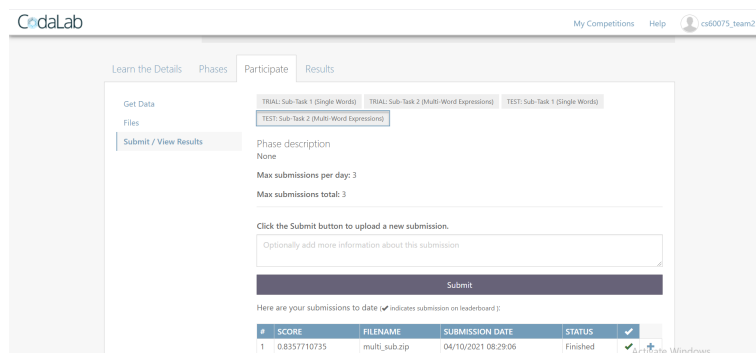 CodaLab
My Competitions Help cs60075_team2
Learn the Details Phases Participate Results
Get Data
Files
Submit / View Results
TRIAL: Sub-Task 1 (Single Words) TRIAL: Sub-Task 2 (Multi-Word Expressions) TEST: Sub-Task 1 (Single Words)
TEST: Sub-Task 2 (Multi-Word Expressions)
Phase description
None
Max submissions per day: 3
Max submissions total: 3
Click the Submit button to upload a new submission.
Optionally add more information about this submission
Submit
Here are your submissions to date (✔ indicates submission on leaderboard ):
# SCORE FILENAME SUBMISSION DATE STATUS ✔
1 0.8357710735 multi_sub.zip 04/10/2021 08:29:06 Finished ✔ +
Activate Windows